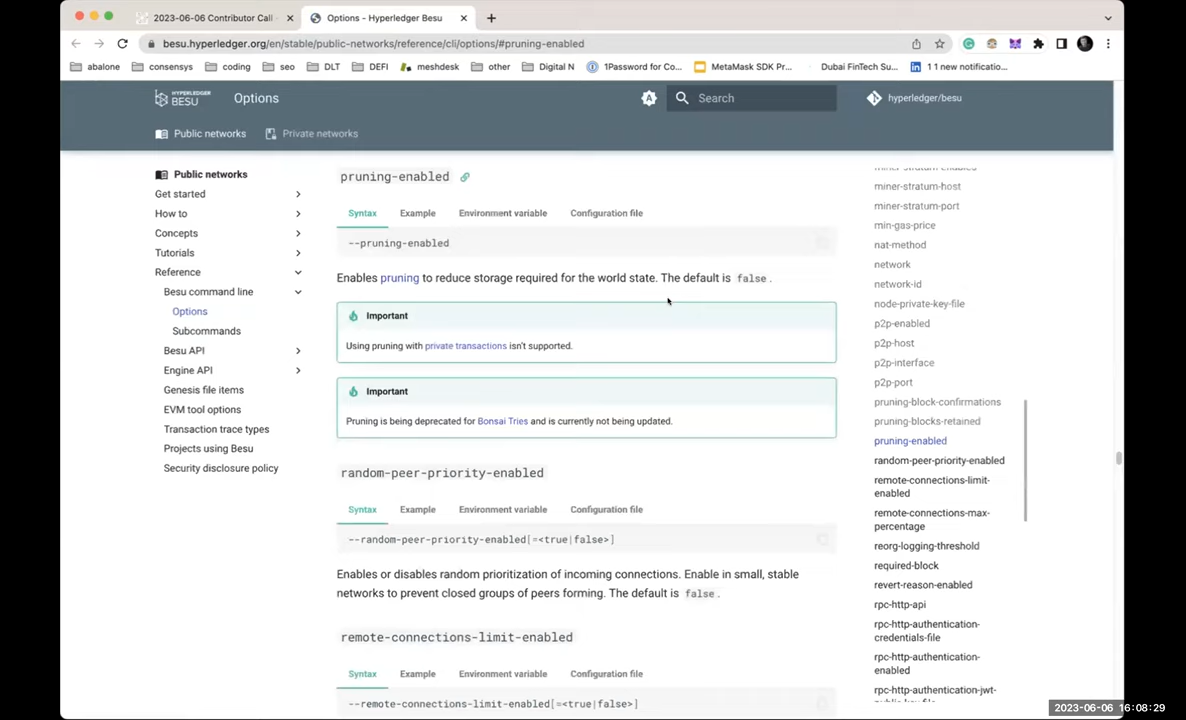 2023-06-06 Contributor Call
Options - Hyperledger Besu
besu.hyperledger.org/en/stable/public-networks/reference/cli/options/#pruning-enabled
abalone
consensys
coding
seo
DLT
DEFI
meshdesk
other
Digital N
1Password for Co...
MetaMask SDK Pr...
Dubai FinTech Su...
1 1 new notificatio...
HYPERLEDGER
BESU
Options
Search
hyperledger/besu
Public networks
Private networks
Public networks
Get started
How to
Concepts
Tutorials
Reference
Besu command line
Options
Subcommands
Besu API
Engine API
Genesis file items
EVM tool options
Transaction trace types
Projects using Besu
Security disclosure policy
pruning-enabled
Syntax Example Environment variable Configuration file
--pruning-enabled
Enables pruning to reduce storage required for the world state. The default is false.
Important
Using pruning with private transactions isn't supported.
Important
Pruning is being deprecated for Bonsai Tries and is currently not being updated.
random-peer-priority-enabled
Syntax Example Environment variable Configuration file
--random-peer-priority-enabled[=<true|false>]
Enables or disables random prioritization of incoming connections. Enable in small, stable
networks to prevent closed groups of peers forming. The default is false.
remote-connections-limit-enabled
Syntax Example Environment variable Configuration file
--remote-connections-limit-enabled[=<true|false>]
miner-stratum-host
miner-stratum-port
min-gas-price
nat-method
network
network-id
node-private-key-file
p2p-enabled
p2p-host
p2p-interface
p2p-port
pruning-block-confirmations
pruning-blocks-retained
pruning-enabled
random-peer-priority-enabled
remote-connections-limit-
enabled
remote-connections-max-
percentage
reorg-logging-threshold
required-block
revert-reason-enabled
rpc-http-api
rpc-http-authentication-
credentials-file
rpc-http-authentication-
enabled
rpc-http-authentication-jwt-
2023-06-06 16:08:29